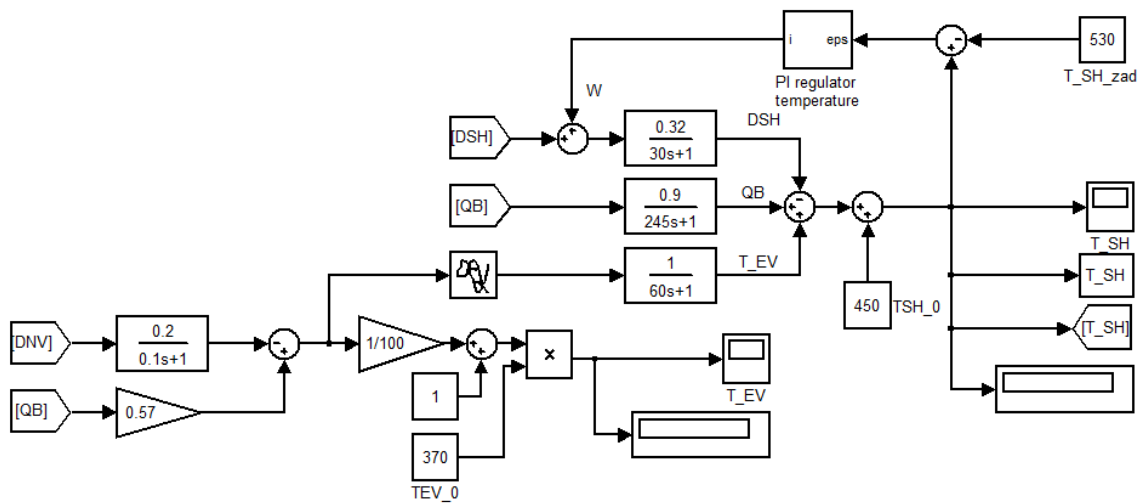 i
eps
530
PI regulator
temperature
T_SH_zad
W
DSH
[DSH]
0.32
30s+1
[QB]
0.9
245s+1
QB
T_SH
T_EV
1
60s+1
T_SH
450
TSH_0
[DNV]
0.2
0.1s+1
1/100
[T_SH]
×
1
T_EV
[QB]
0.57
370
TEV_0